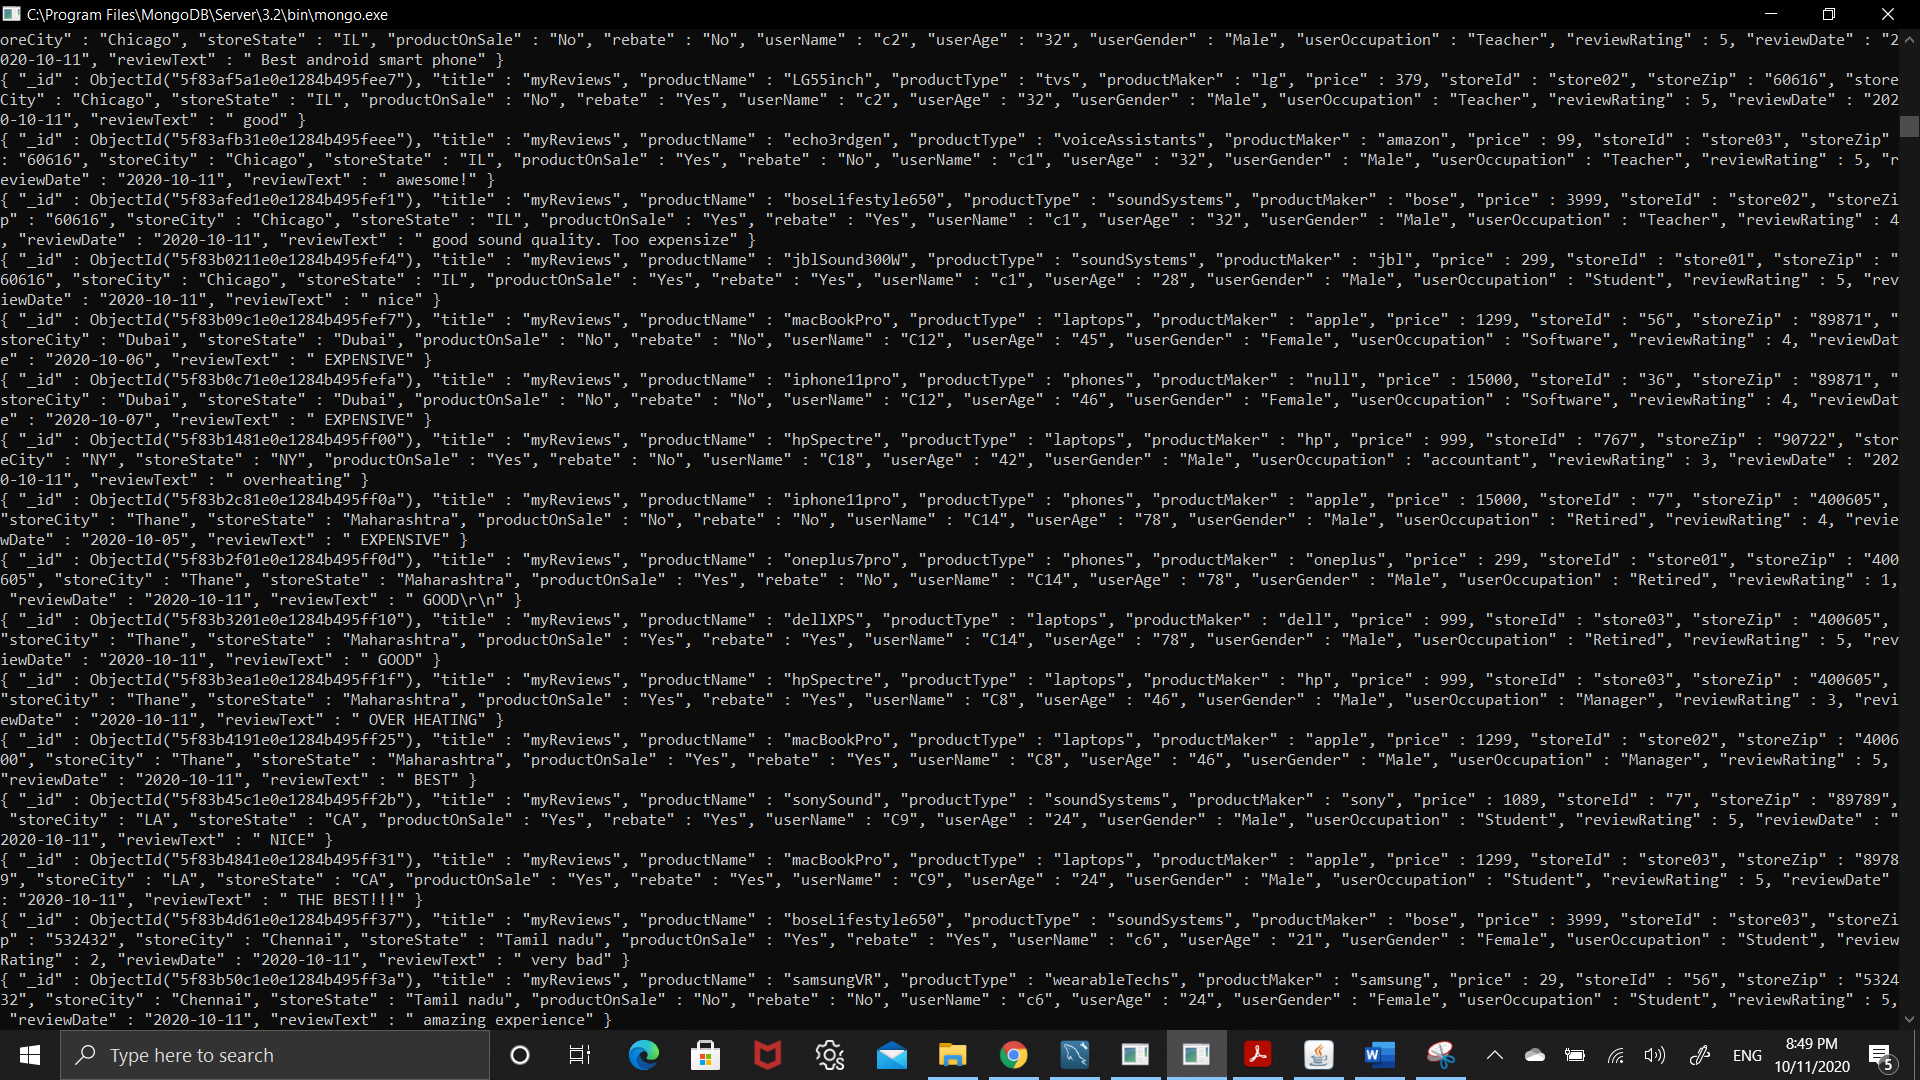 C:\Program Files\MongoDB\Server\3.2\bin\mongo.exe
oreCity" : "Chicago", "storeState" : "IL", "productOnSale" : "No", "rebate" : "No", "userName" : "c2", "userAge" : "32", "userGender" : "Male", "userOccupation" : "Teacher", "reviewRating" : 5, "reviewDate" : "2
020-10-11", "reviewText" : " Best android smart phone" }
{ "_id" : ObjectId("5f83af5a1e0e1284b495fee7"), "title" : "myReviews", "productName" : "LG55inch", "productType" : "tvs", "productMaker" : "lg", "price" : 379, "storeId" : "store02", "storeZip" : "60616", "store
City" : "Chicago", "storeState" : "IL", "productOnSale" : "No", "rebate" : "Yes", "userName" : "c2", "userAge" : "32", "userGender" : "Male", "userOccupation" : "Teacher", "reviewRating" : 5, "reviewDate" : "202
0-10-11", "reviewText" : " good" }
{ "_id" : ObjectId("5f83afb31e0e1284b495feee"), "title" : "myReviews", "productName" : "echo3rdgen", "productType" : "voiceAssistants", "productMaker" : "amazon", "price" : 99, "storeId" : "store03", "storeZip"
: "60616", "storeCity" : "Chicago", "storeState" : "IL", "productOnSale" : "Yes", "rebate" : "No", "userName" : "c1", "userAge" : "32", "userGender" : "Male", "userOccupation" : "Teacher", "reviewRating" : 5, "r
eviewDate" : "2020-10-11", "reviewText" : " awesome!" }
{ "_id" : ObjectId("5f83afed1e0e1284b495fef1"), "title" : "myReviews", "productName" : "boseLifestyle650", "productType" : "soundSystems", "productMaker" : "bose", "price" : 3999, "storeId" : "store02", "storeZi
p" : "60616", "storeCity" : "Chicago", "storeState" : "IL", "productOnSale" : "Yes", "rebate" : "Yes", "userName" : "c1", "userAge" : "32", "userGender" : "Male", "userOccupation" : "Teacher", "reviewRating" : 4
, "reviewDate" : "2020-10-11", "reviewText" : " good sound quality. Too expensize" }
{ "_id" : ObjectId("5f83b0211e0e1284b495fef4"), "title" : "myReviews", "productName" : "jblSound300W", "productType" : "soundSystems", "productMaker" : "jbl", "price" : 299, "storeId" : "store01", "storeZip" : "
60616", "storeCity" : "Chicago", "storeState" : "IL", "productOnSale" : "Yes", "rebate" : "Yes", "userName" : "c1", "userAge" : "28", "userGender" : "Male", "userOccupation" : "Student", "reviewRating" : 5, "rev
iewDate" : "2020-10-11", "reviewText" : " nice" }
{ "_id" : ObjectId("5f83b09c1e0e1284b495fef7"), "title" : "myReviews", "productName" : "macBookPro", "productType" : "laptops", "productMaker" : "apple", "price" : 1299, "storeId" : "56", "storeZip" : "89871", "
storeCity" : "Dubai", "storeState" : "Dubai", "productOnSale" : "No", "rebate" : "No", "userName" : "C12", "userAge" : "45", "userGender" : "Female", "userOccupation" : "Software", "reviewRating" : 4, "reviewDat
e" : "2020-10-06", "reviewText" : " EXPENSIVE" }
{ "_id" : ObjectId("5f83b0c71e0e1284b495fefa"), "title" : "myReviews", "productName" : "iphone11pro", "productType" : "phones", "productMaker" : "null", "price" : 15000, "storeId" : "36", "storeZip" : "89871", "
storeCity" : "Dubai", "storeState" : "Dubai", "productOnSale" : "No", "rebate" : "No", "userName" : "C12", "userAge" : "46", "userGender" : "Female", "userOccupation" : "Software", "reviewRating" : 4, "reviewDat
e" : "2020-10-07", "reviewText" : " EXPENSIVE" }
{ "_id" : ObjectId("5f83b1481e0e1284b495ff00"), "title" : "myReviews", "productName" : "hpSpectre", "productType" : "laptops", "productMaker" : "hp", "price" : 999, "storeId" : "767", "storeZip" : "90722", "stor
eCity" : "NY", "storeState" : "NY", "productOnSale" : "Yes", "rebate" : "No", "userName" : "C18", "userAge" : "42", "userGender" : "Male", "userOccupation" : "accountant", "reviewRating" : 3, "reviewDate" : "202
0-10-11", "reviewText" : " overheating" }
{ "_id" : ObjectId("5f83b2c81e0e1284b495ff0a"), "title" : "myReviews", "productName" : "iphone11pro", "productType" : "phones", "productMaker" : "apple", "price" : 15000, "storeId" : "7", "storeZip" : "400605",
"storeCity" : "Thane", "storeState" : "Maharashtra", "productOnSale" : "No", "rebate" : "No", "userName" : "C14", "userAge" : "78", "userGender" : "Male", "userOccupation" : "Retired", "reviewRating" : 4, "revie
wDate" : "2020-10-05", "reviewText" : " EXPENSIVE" }
{ "_id" : ObjectId("5f83b2f01e0e1284b495ff0d"), "title" : "myReviews", "productName" : "oneplus7pro", "productType" : "phones", "productMaker" : "oneplus", "price" : 299, "storeId" : "store01", "storeZip" : "400
605", "storeCity" : "Thane", "storeState" : "Maharashtra", "productOnSale" : "Yes", "rebate" : "No", "userName" : "C14", "userAge" : "78", "userGender" : "Male", "userOccupation" : "Retired", "reviewRating" : 1,
"reviewDate" : "2020-10-11", "reviewText" : " GOOD\r\n" }
{ "_id" : ObjectId("5f83b3201e0e1284b495ff10"), "title" : "myReviews", "productName" : "dellXPS", "productType" : "laptops", "productMaker" : "dell", "price" : 999, "storeId" : "store03", "storeZip" : "400605",
"storeCity" : "Thane", "storeState" : "Maharashtra", "productOnSale" : "Yes", "rebate" : "Yes", "userName" : "C14", "userAge" : "78", "userGender" : "Male", "userOccupation" : "Retired", "reviewRating" : 5, "rev
iewDate" : "2020-10-11", "reviewText" : " GOOD" }
{ "_id" : ObjectId("5f83b3ea1e0e1284b495ff1f"), "title" : "myReviews", "productName" : "hpSpectre", "productType" : "laptops", "productMaker" : "hp", "price" : 999, "storeId" : "store03", "storeZip" : "400605",
"storeCity" : "Thane", "storeState" : "Maharashtra", "productOnSale" : "Yes", "rebate" : "Yes", "userName" : "C8", "userAge" : "46", "userGender" : "Male", "userOccupation" : "Manager", "reviewRating" : 3, "revi
ewDate" : "2020-10-11", "reviewText" : " OVER HEATING" }
{ "_id" : ObjectId("5f83b4191e0e1284b495ff25"), "title" : "myReviews", "productName" : "macBookPro", "productType" : "laptops", "productMaker" : "apple", "price" : 1299, "storeId" : "store02", "storeZip" : "4006
00", "storeCity" : "Thane", "storeState" : "Maharashtra", "productOnSale" : "Yes", "rebate" : "Yes", "userName" : "C8", "userAge" : "46", "userGender" : "Male", "userOccupation" : "Manager", "reviewRating" : 5,
"reviewDate" : "2020-10-11", "reviewText" : " BEST" }
{ "_id" : ObjectId("5f83b45c1e0e1284b495ff2b"), "title" : "myReviews", "productName" : "sonySound", "productType" : "soundSystems", "productMaker" : "sony", "price" : 1089, "storeId" : "7", "storeZip" : "89789",
"storeCity" : "LA", "storeState" : "CA", "productOnSale" : "Yes", "rebate" : "Yes", "userName" : "C9", "userAge" : "24", "userGender" : "Male", "userOccupation" : "Student", "reviewRating" : 5, "reviewDate" : "
2020-10-11", "reviewText" : " NICE" }
{ "_id" : ObjectId("5f83b4841e0e1284b495ff31"), "title" : "myReviews", "productName" : "macBookPro", "productType" : "laptops", "productMaker" : "apple", "price" : 1299, "storeId" : "store03", "storeZip" : "8978
9", "storeCity" : "LA", "storeState" : "CA", "productOnSale" : "Yes", "rebate" : "Yes", "userName" : "C9", "userAge" : "24", "userGender" : "Male", "userOccupation" : "Student", "reviewRating" : 5, "reviewDate"
: "2020-10-11", "reviewText" : " THE BEST!!!" }
{ "_id" : ObjectId("5f83b4d61e0e1284b495ff37"), "title" : "myReviews", "productName" : "boseLifestyle650", "productType" : "soundSystems", "productMaker" : "bose", "price" : 3999, "storeId" : "store03", "storeZi
p" : "532432", "storeCity" : "Chennai", "storeState" : "Tamil nadu", "productOnSale" : "Yes", "rebate" : "Yes", "userName" : "c6", "userAge" : "21", "userGender" : "Female", "userOccupation" : "Student", "review
Rating" : 2, "reviewDate" : "2020-10-11", "reviewText" : " very bad" }
{ "_id" : ObjectId("5f83b50c1e0e1284b495ff3a"), "title" : "myReviews", "productName" : "samsungVR", "productType" : "wearableTechs", "productMaker" : "samsung", "price" : 29, "storeId" : "56", "storeZip" : "5324
32", "storeCity" : "Chennai", "storeState" : "Tamil nadu", "productOnSale" : "No", "rebate" : "No", "userName" : "c6", "userAge" : "24", "userGender" : "Female", "userOccupation" : "Student", "reviewRating" : 5,
"reviewDate" : "2020-10-11", "reviewText" : " amazing experience" }
Type here to search
ENG
8:49 PM
10/11/2020
5